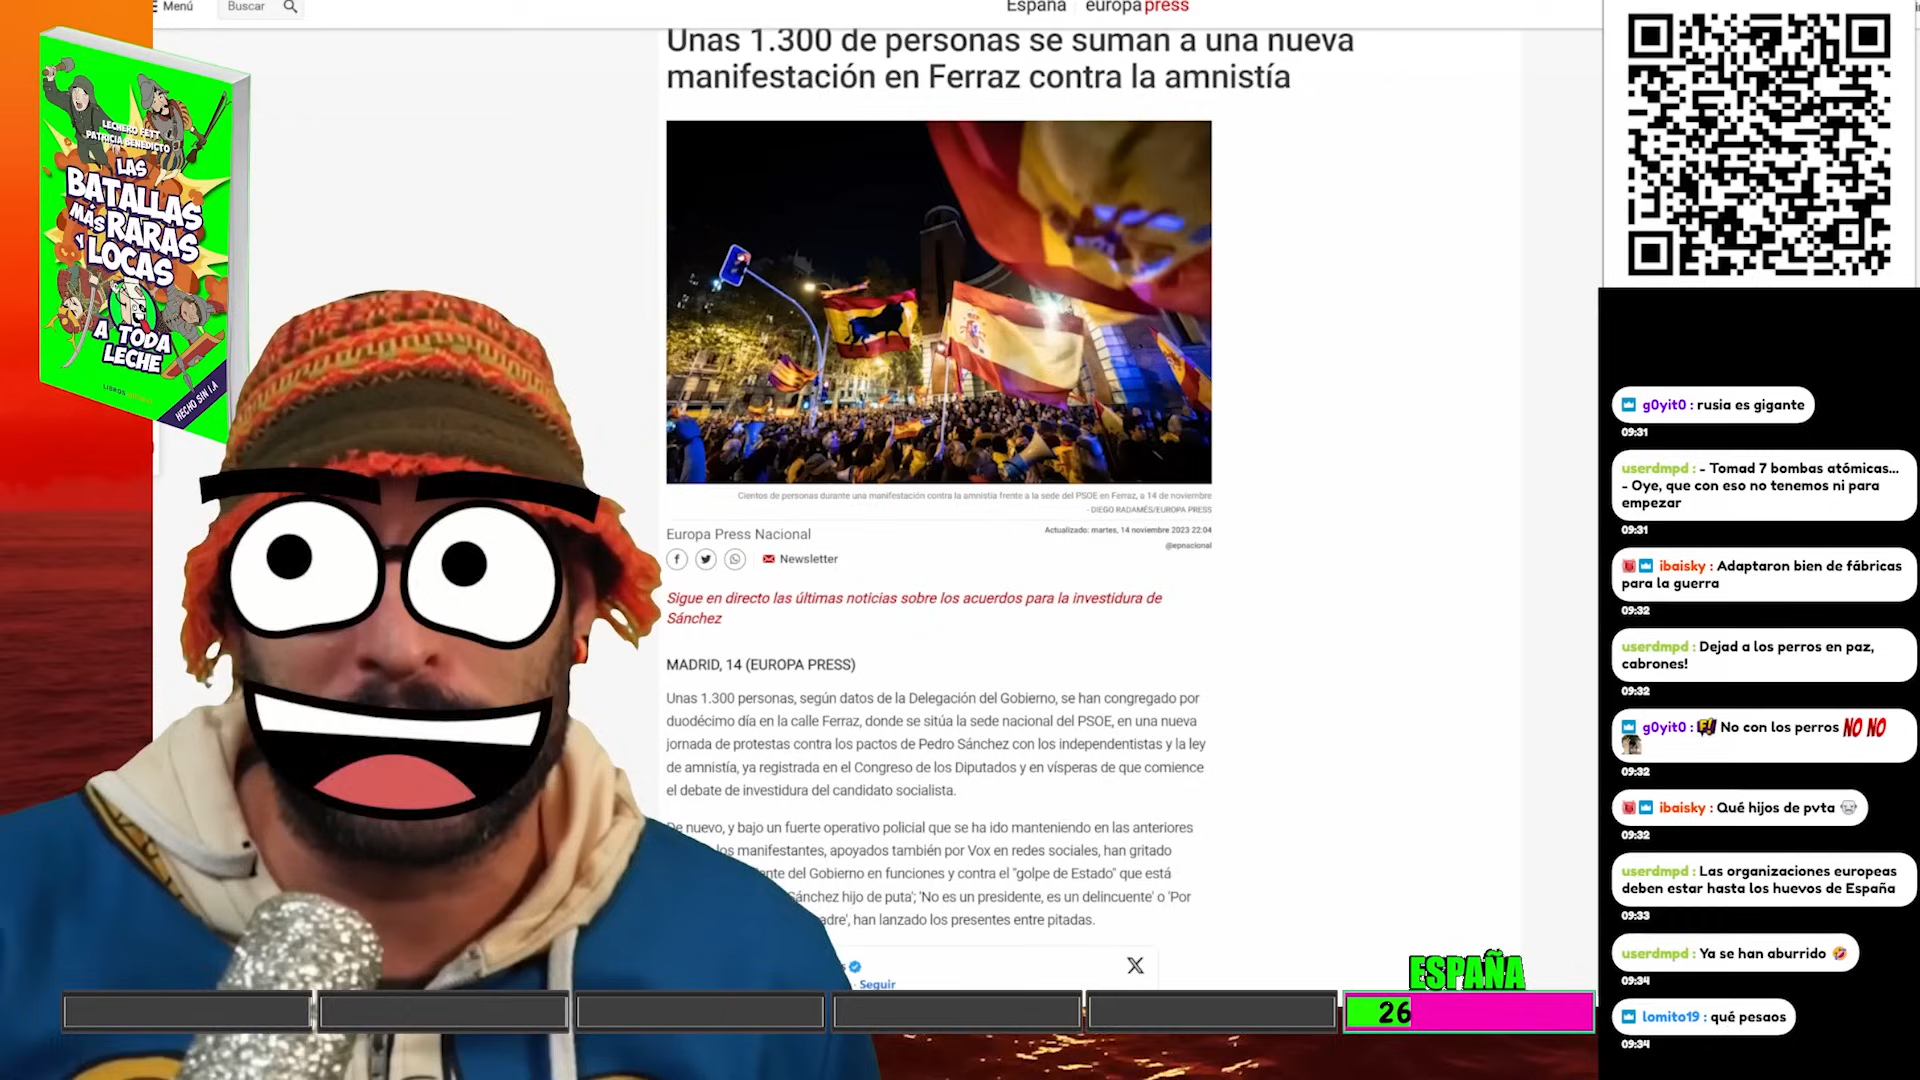 Menú
Buscar
España
europapress
Unas 1.300 de personas se suman a una nueva
manifestación en Ferraz contra la amnistía
LECHERO FETT
PATRICIA BENEDICTO
LAS
BATALLAS
MÁS RARAS
Y LOCAS
A TODA
LECHE
LIBROS
HECHO SIN I.A
Cientos de personas durante una manifestación contra la amnistía frente a la sede del PSOE en Ferraz, a 14 de noviembre
- DIEGO RADAMÉS/EUROPA PRESS
Europa Press Nacional
Actualizado: martes, 14 noviembre 2023 22:04
@epnacional
Newsletter
Sigue en directo las últimas noticias sobre los acuerdos para la investidura de
Sánchez
MADRID, 14 (EUROPA PRESS)
Unas 1.300 personas, según datos de la Delegación del Gobierno, se han congregado por
duodécimo día en la calle Ferraz, donde se sitúa la sede nacional del PSOE, en una nueva
jornada de protestas contra los pactos de Pedro Sánchez con los independentistas y la ley
de amnistía, ya registrada en el Congreso de los Diputados y en vísperas de que comience
el debate de investidura del candidato socialista.
De nuevo, y bajo un fuerte operativo policial que se ha ido manteniendo en las anteriores
los manifestantes, apoyados también por Vox en redes sociales, han gritado
del Gobierno en funciones y contra el "golpe de Estado" que está
Sánchez hijo de puta'; 'No es un presidente, es un delincuente' o 'Por
han lanzado los presentes entre pitadas.
· Seguir
ESPAÑA
26
g0yit0 : rusia es gigante
09:31
userdmpd : - Tomad 7 bombas atómicas...
- Oye, que con eso no tenemos ni para
empezar
09:31
ibaisky : Adaptaron bien de fábricas
para la guerra
09:32
userdmpd : Dejad a los perros en paz,
cabrones!
09:32
g0yit0 : No con los perros NO NO
09:32
ibaisky : Qué hijos de pvta
09:32
userdmpd : Las organizaciones europeas
deben estar hasta los huevos de España
09:33
userdmpd : Ya se han aburrido
09:34
lomito19 : qué pesaos
09:34